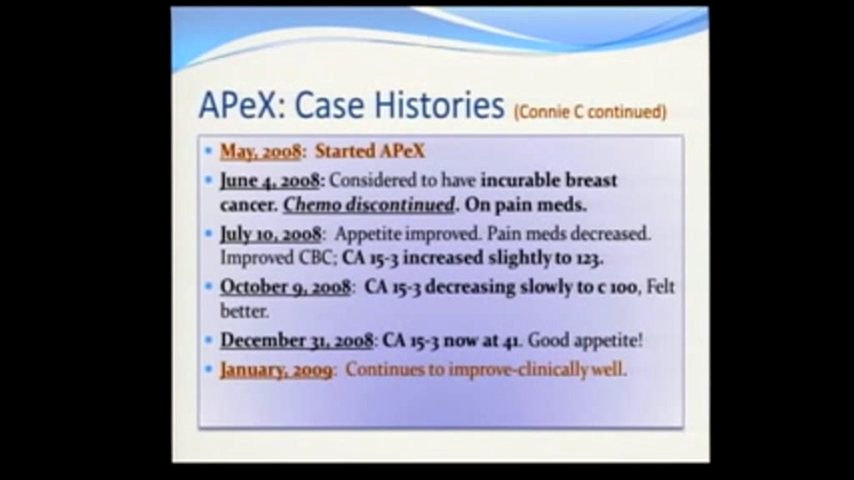 APeX: Case Histories (Connie C continued)
• May, 2008: Started APeX
• June 4, 2008: Considered to have incurable breast
cancer. Chemo discontinued. On pain meds.
• July 10, 2008: Appetite improved. Pain meds decreased.
Improved CBC; CA 15-3 increased slightly to 123.
• October 9, 2008: CA 15-3 decreasing slowly to c 100, Felt
better.
• December 31, 2008: CA 15-3 now at 41. Good appetite!
• January, 2009: Continues to improve-clinically well.